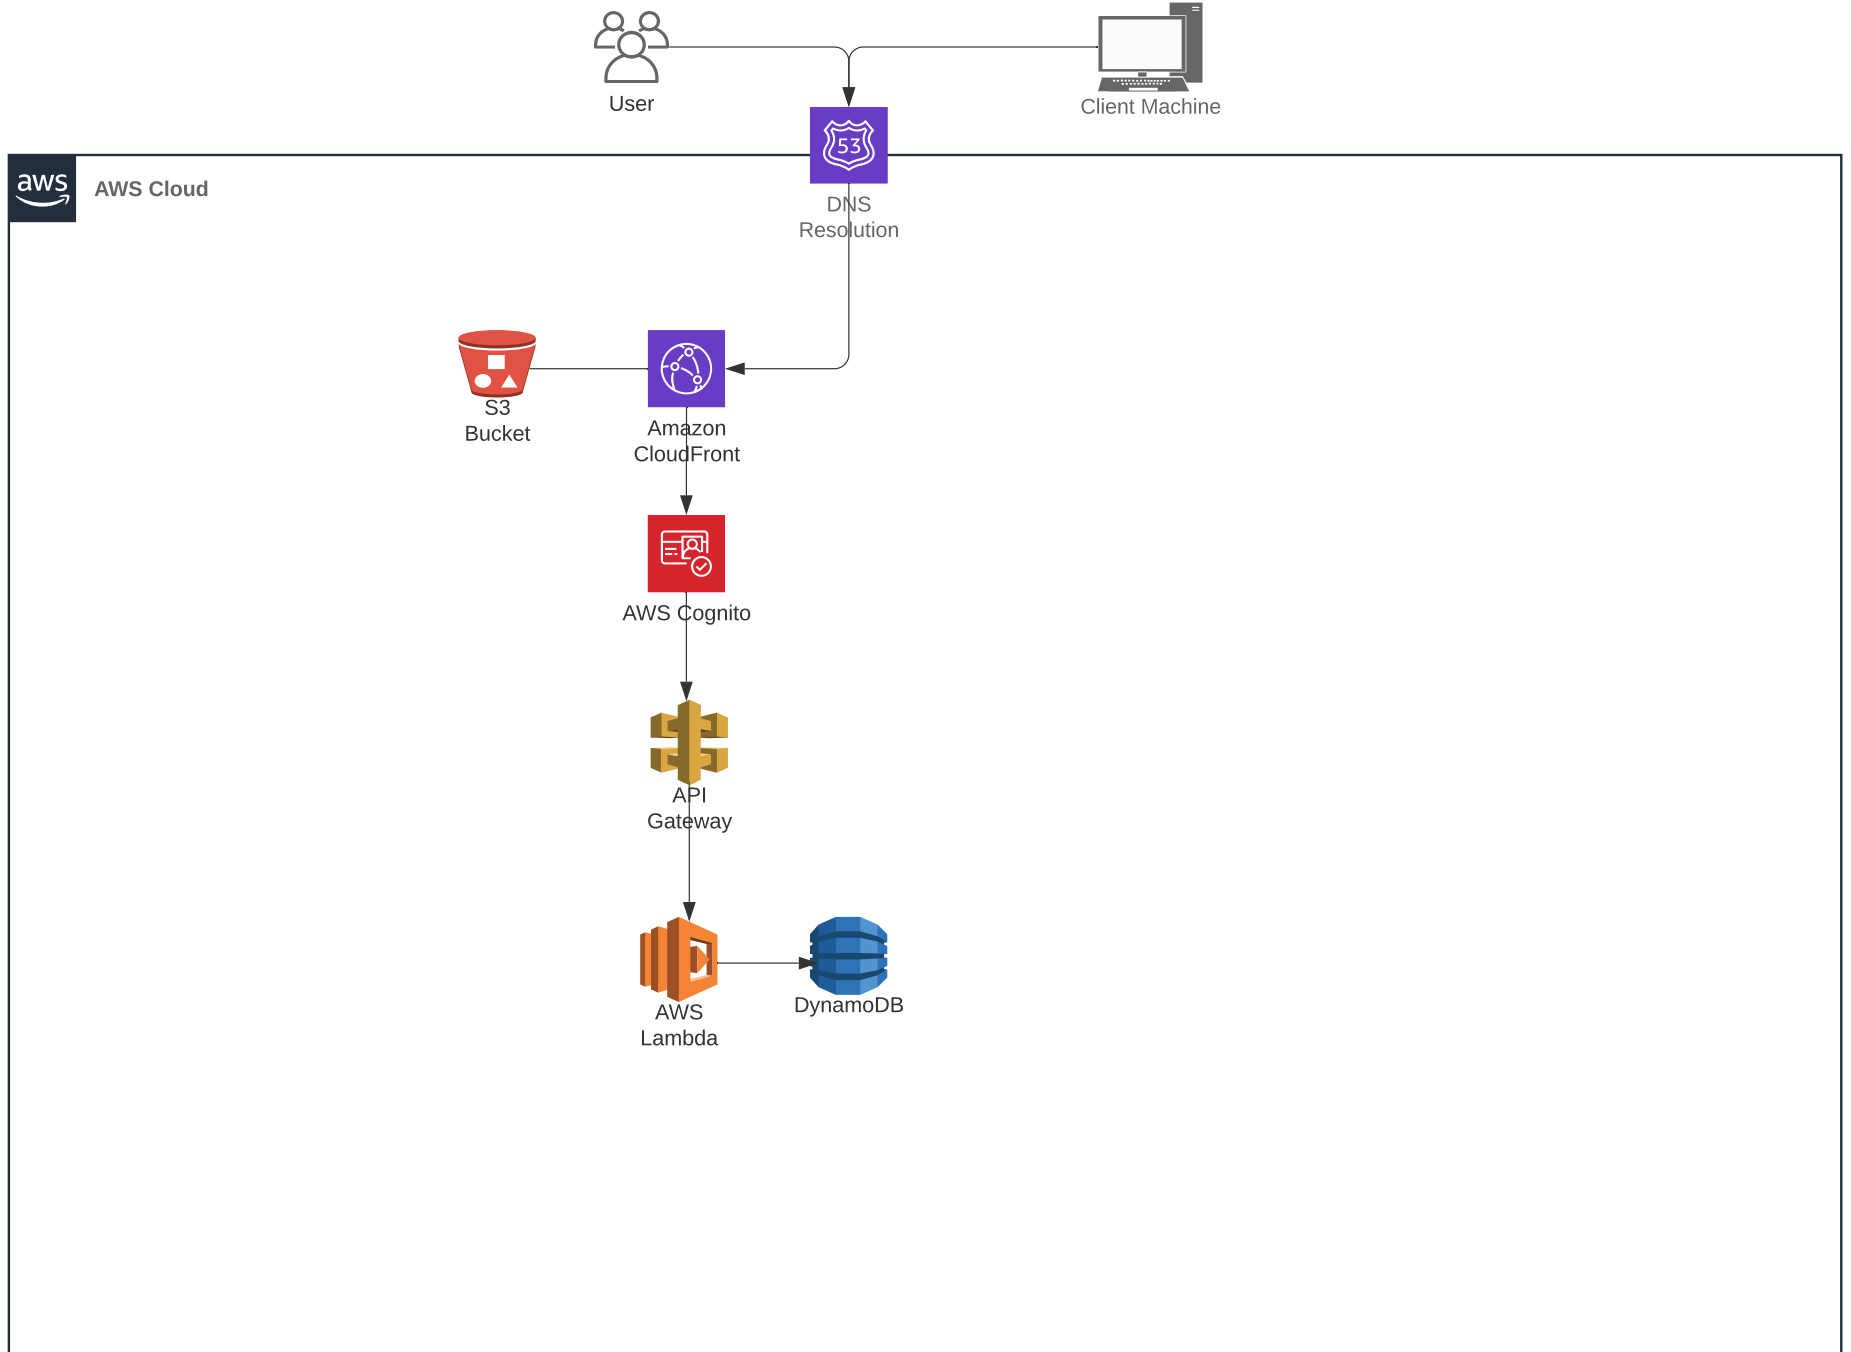 User
Client Machine
53
aws
AWS Cloud
DNS
Resolution
S3
Bucket
Amazon
CloudFront
AWS Cognito
API
Gateway
AWS
Lambda
DynamoDB